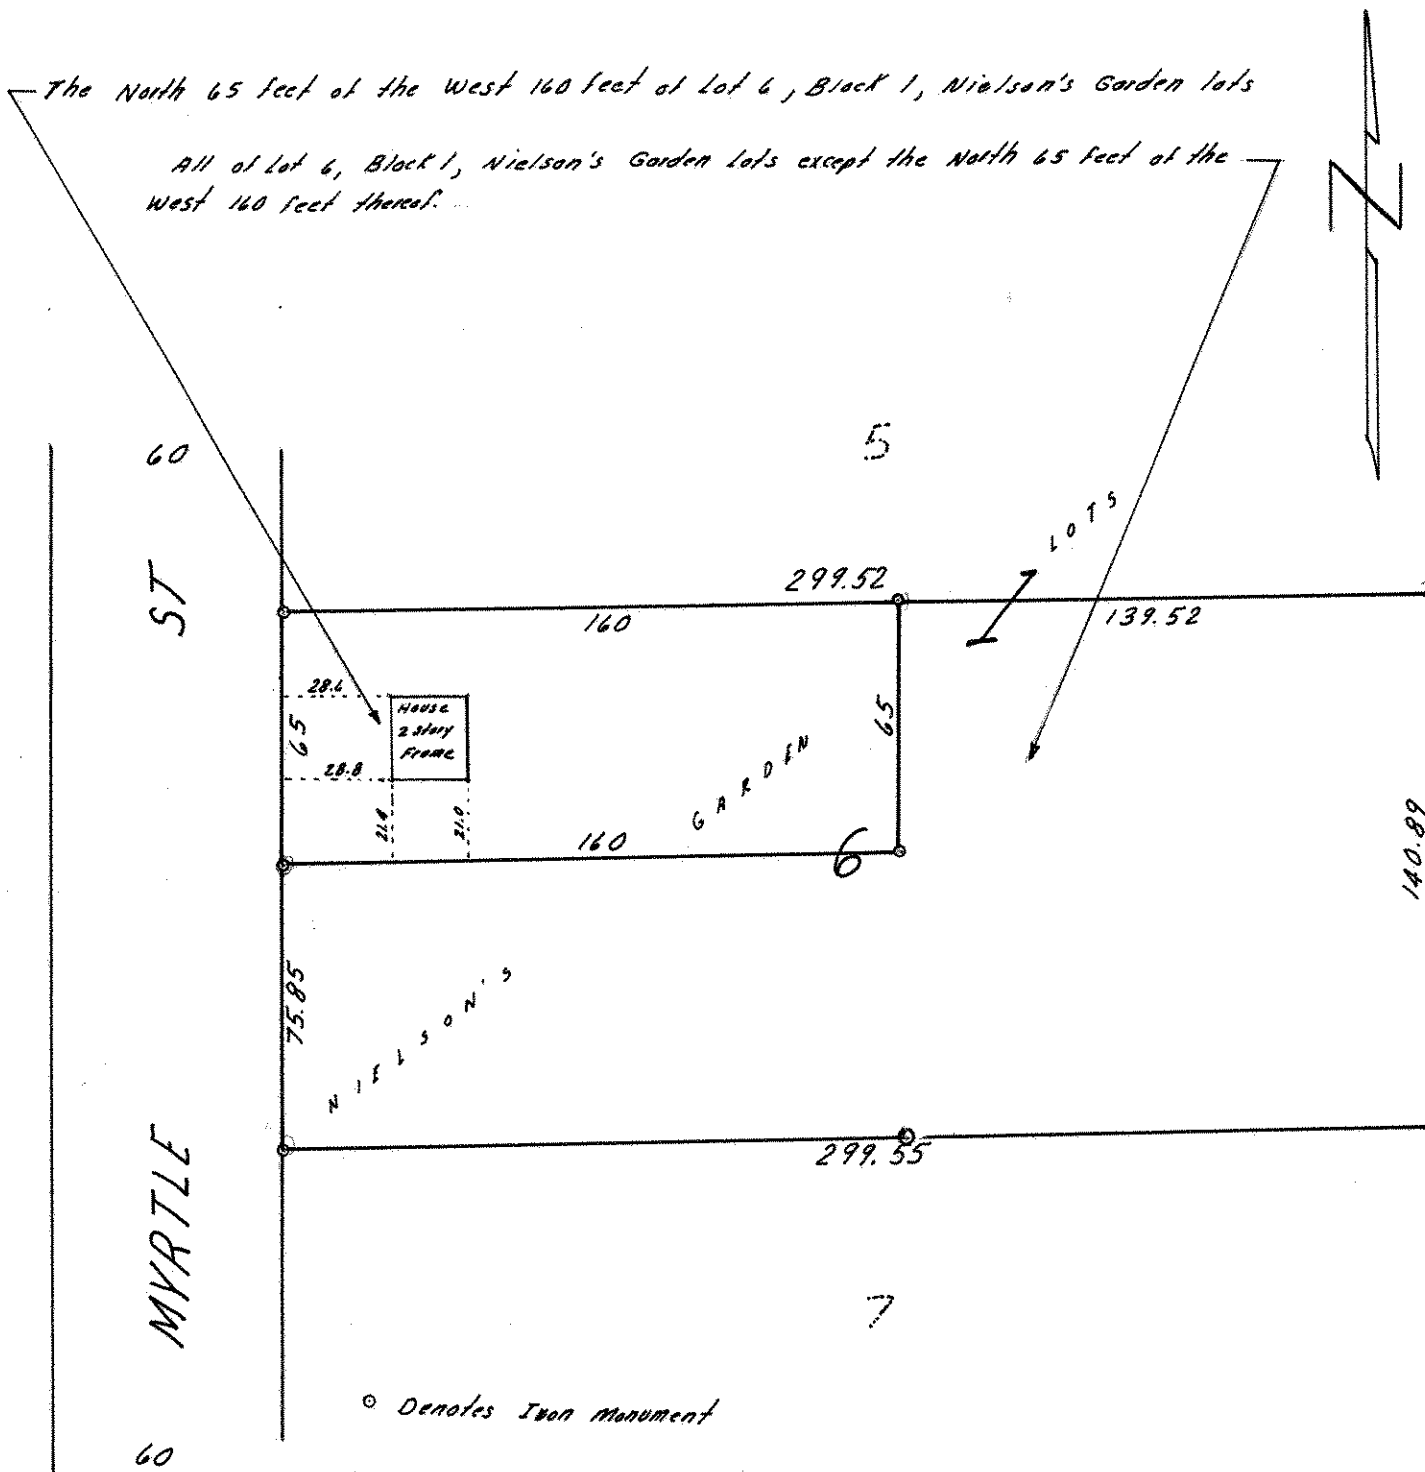 The North 65 feet of the West 160 feet of Lot 6, Block 1, Nielson's Garden lots
All of Lot 6, Block 1, Nielson's Garden Lots except the North 65 feet of the
West 160 feet thereof.
60
5
LOTS
ST
299.52
1
160
139.52
28.6
House
2 Story
Frame
65
65
28.8
GARDEN
21.4
21.0
160
6
140.89
75.85
NIELSON'S
299.55
MYRTLE
7
Denotes Iron Monument
60
N